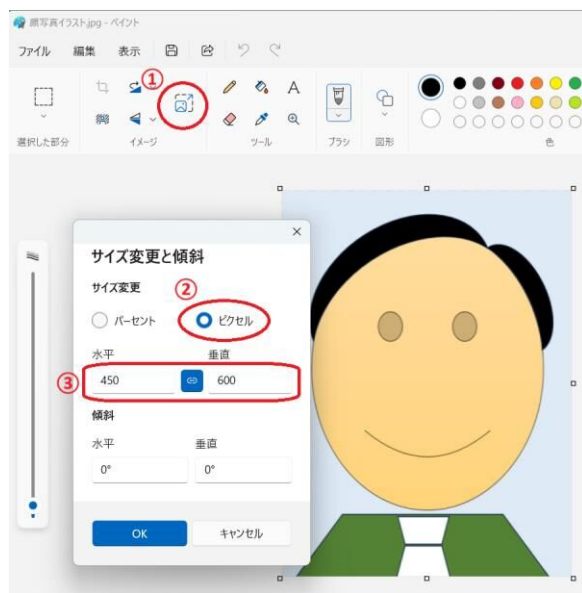 顔写真イラスト.jpg - ペイント
ファイル 編集 表示
①
A
選択した部分 イメージ ツール ブラシ 図形 色
サイズ変更と傾斜
サイズ変更
②
パーセント ピクセル
水平 垂直
③ 450 600
傾斜
水平 垂直
0° 0°
OK キャンセル